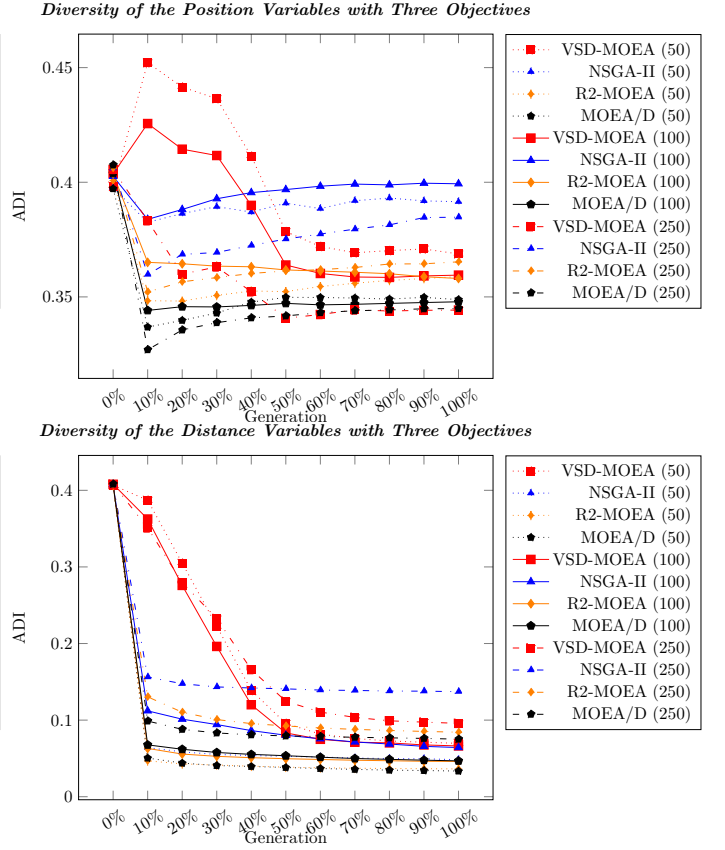 Diversity of the Position Variables with Three Objectives
0.45
0.4
0.35
ADI
0% 10% 20% 30% 40% 50% 60% 70% 80% 90% 100%
Generation
VSD-MOEA (50)
NSGA-II (50)
R2-MOEA (50)
MOEA/D (50)
VSD-MOEA (100)
NSGA-II (100)
R2-MOEA (100)
MOEA/D (100)
VSD-MOEA (250)
NSGA-II (250)
R2-MOEA (250)
MOEA/D (250)
Diversity of the Distance Variables with Three Objectives
0.4
0.3
0.2
0.1
0
ADI
0% 10% 20% 30% 40% 50% 60% 70% 80% 90% 100%
Generation
VSD-MOEA (50)
NSGA-II (50)
R2-MOEA (50)
MOEA/D (50)
VSD-MOEA (100)
NSGA-II (100)
R2-MOEA (100)
MOEA/D (100)
VSD-MOEA (250)
NSGA-II (250)
R2-MOEA (250)
MOEA/D (250)